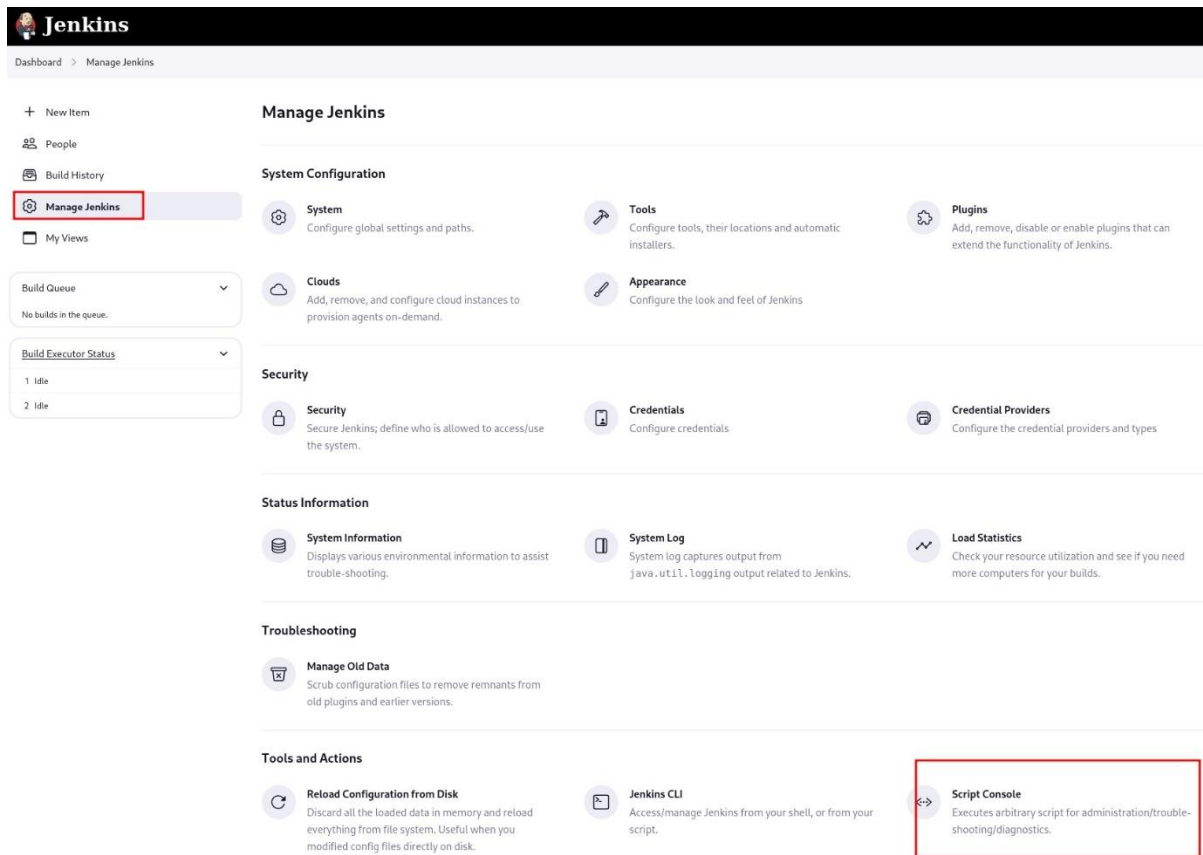 Jenkins
Dashboard > Manage Jenkins
New Item
People
Build History
Manage Jenkins
My Views
Build Queue
No builds in the queue.
Build Executor Status
1 Idle
2 Idle
Manage Jenkins
System Configuration
System
Configure global settings and paths.
Tools
Configure tools, their locations and automatic
installers.
Plugins
Add, remove, disable or enable plugins that can
extend the functionality of Jenkins.
Clouds
Add, remove, and configure cloud instances to
provision agents on-demand.
Appearance
Configure the look and feel of Jenkins
Security
Security
Secure Jenkins; define who is allowed to access/use
the system.
Credentials
Configure credentials
Credential Providers
Configure the credential providers and types
Status Information
System Information
Displays various environmental information to assist
trouble-shooting.
System Log
System log captures output from
java.util.logging output related to Jenkins.
Load Statistics
Check your resource utilization and see if you need
more computers for your builds.
Troubleshooting
Manage Old Data
Scrub configuration files to remove remnants from
old plugins and earlier versions.
Tools and Actions
Reload Configuration from Disk
Discard all the loaded data in memory and reload
everything from file system. Useful when you
modified config files directly on disk.
Jenkins CLI
Access/manage Jenkins from your shell, or from your
script.
Script Console
Executes arbitrary script for administration/trouble-
shooting/diagnostics.